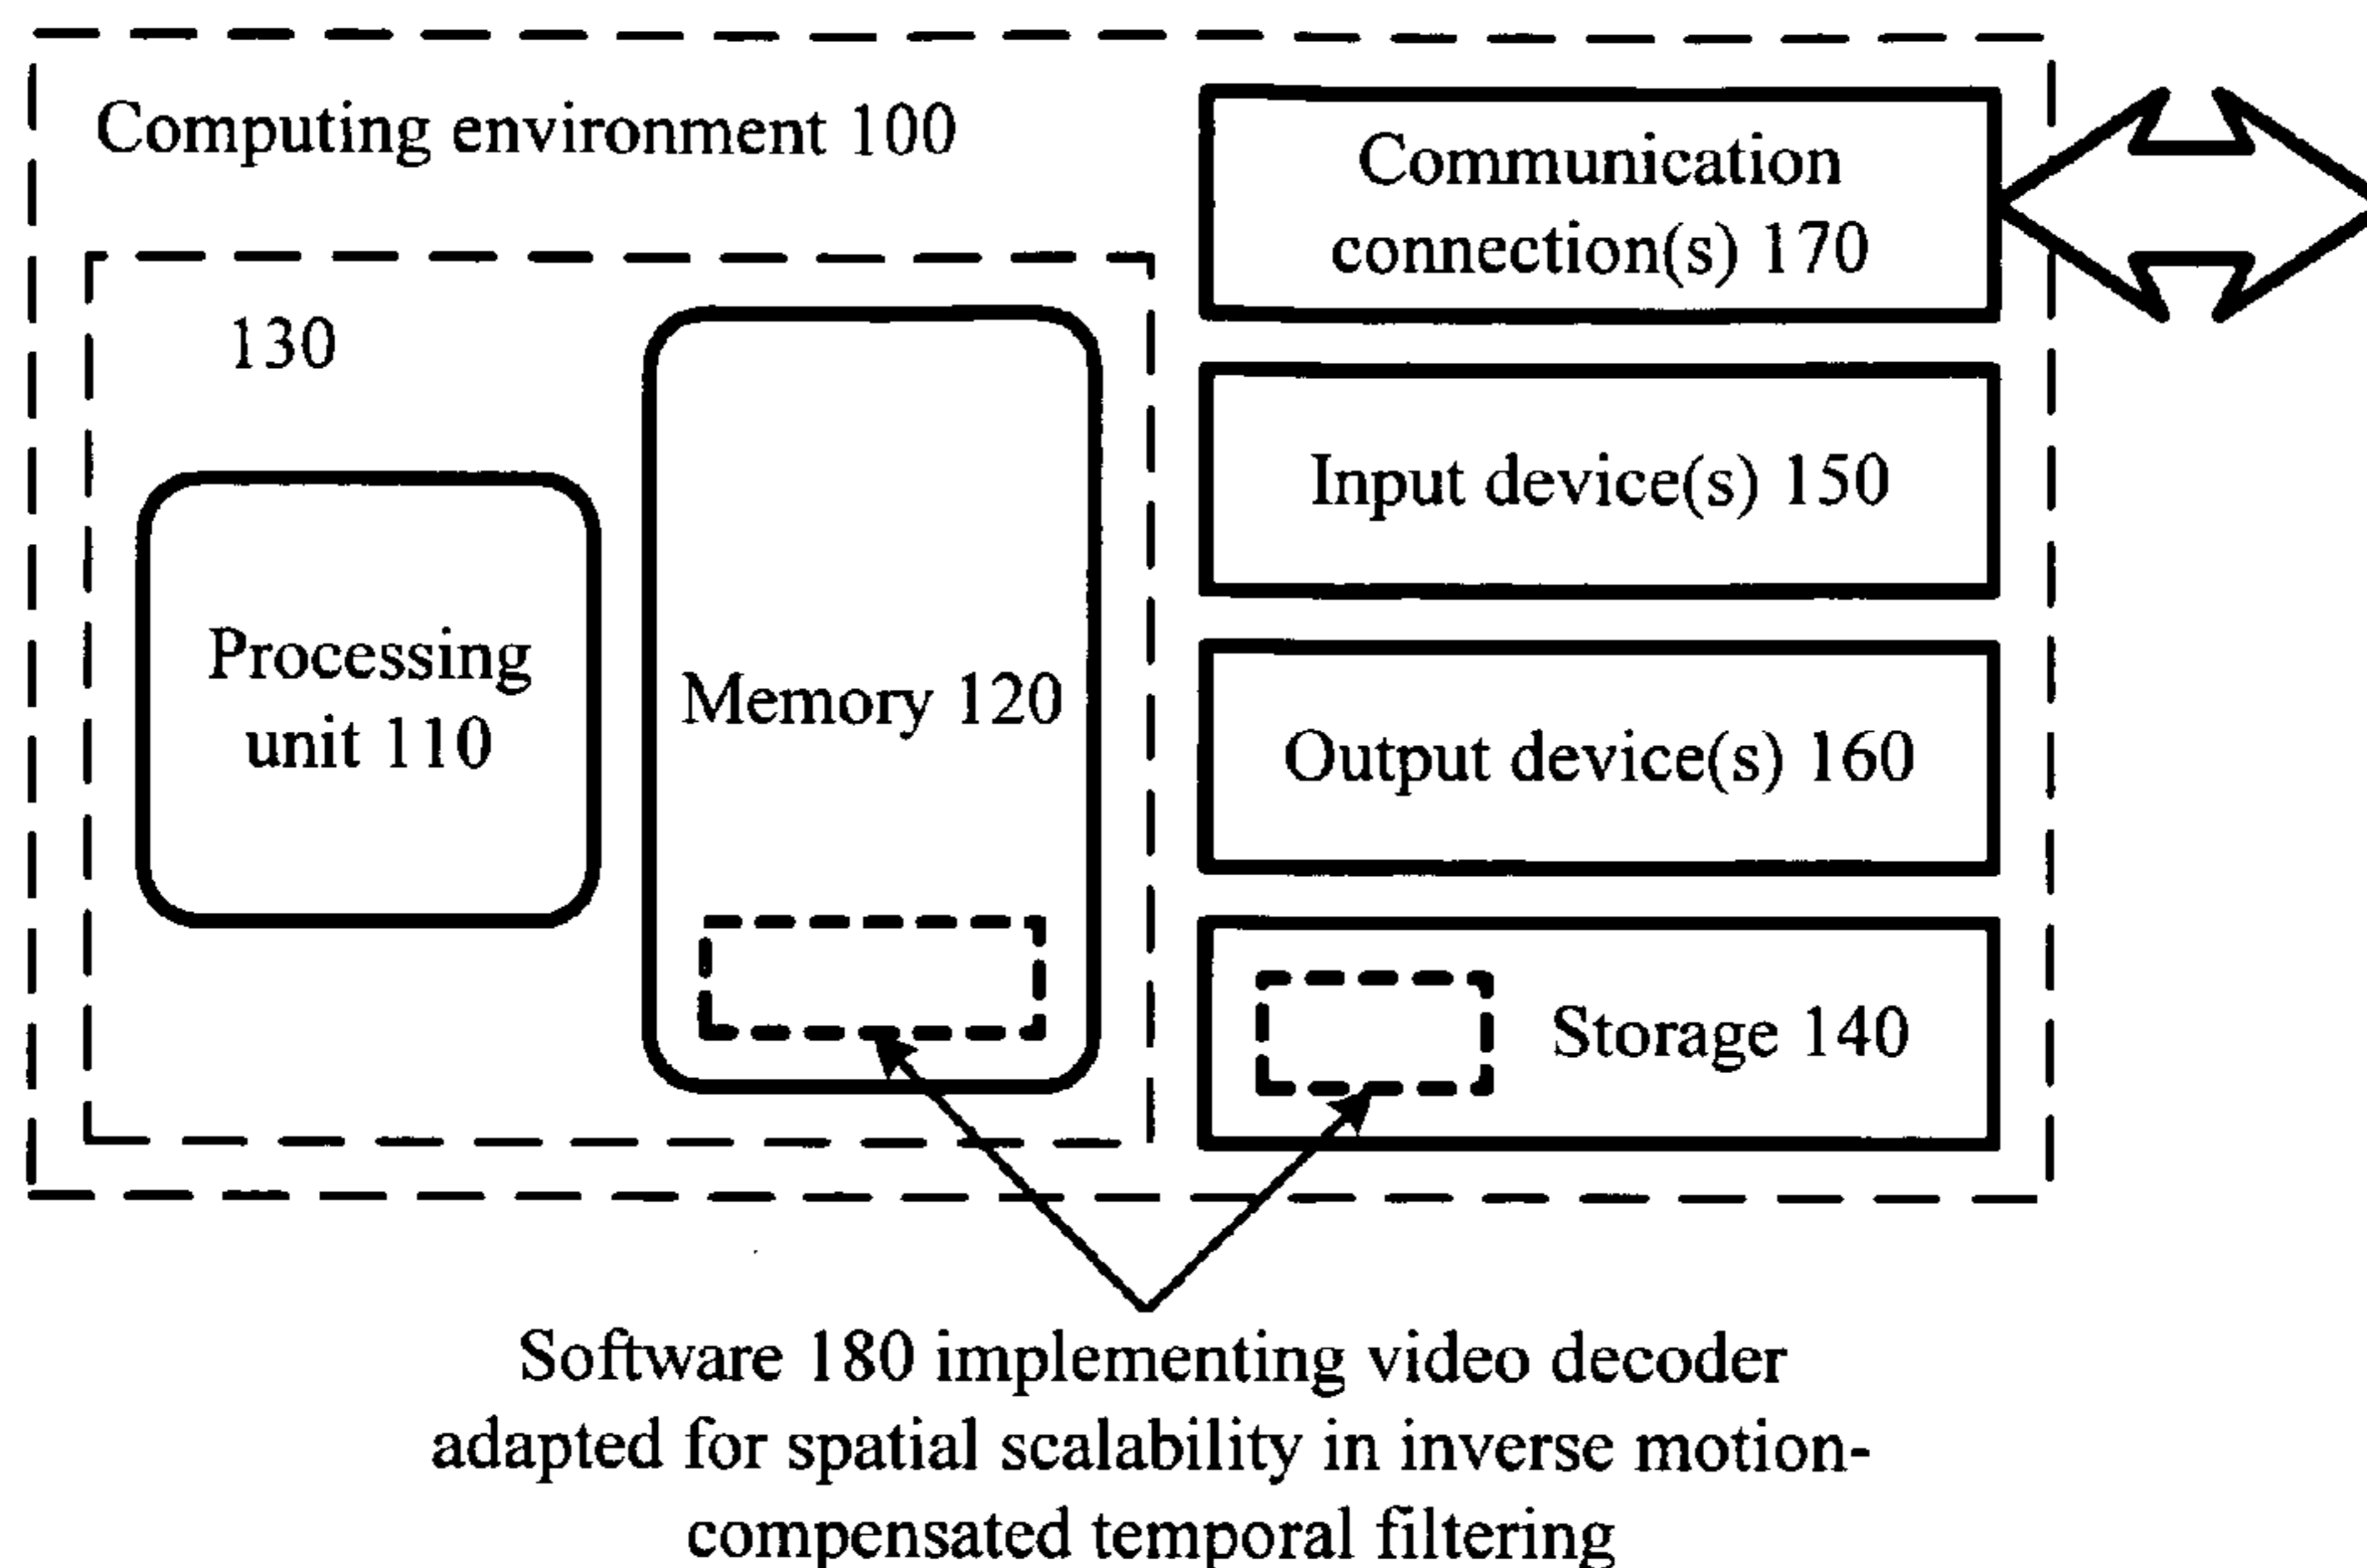 Computing environment 100
Communication
connection(s) 170
130
Input device(s) 150
Processing
unit 110
Memory 120
Output device(s) 160
Storage 140
Software 180 implementing video decoder
adapted for spatial scalability in inverse motion-
compensated temporal filtering